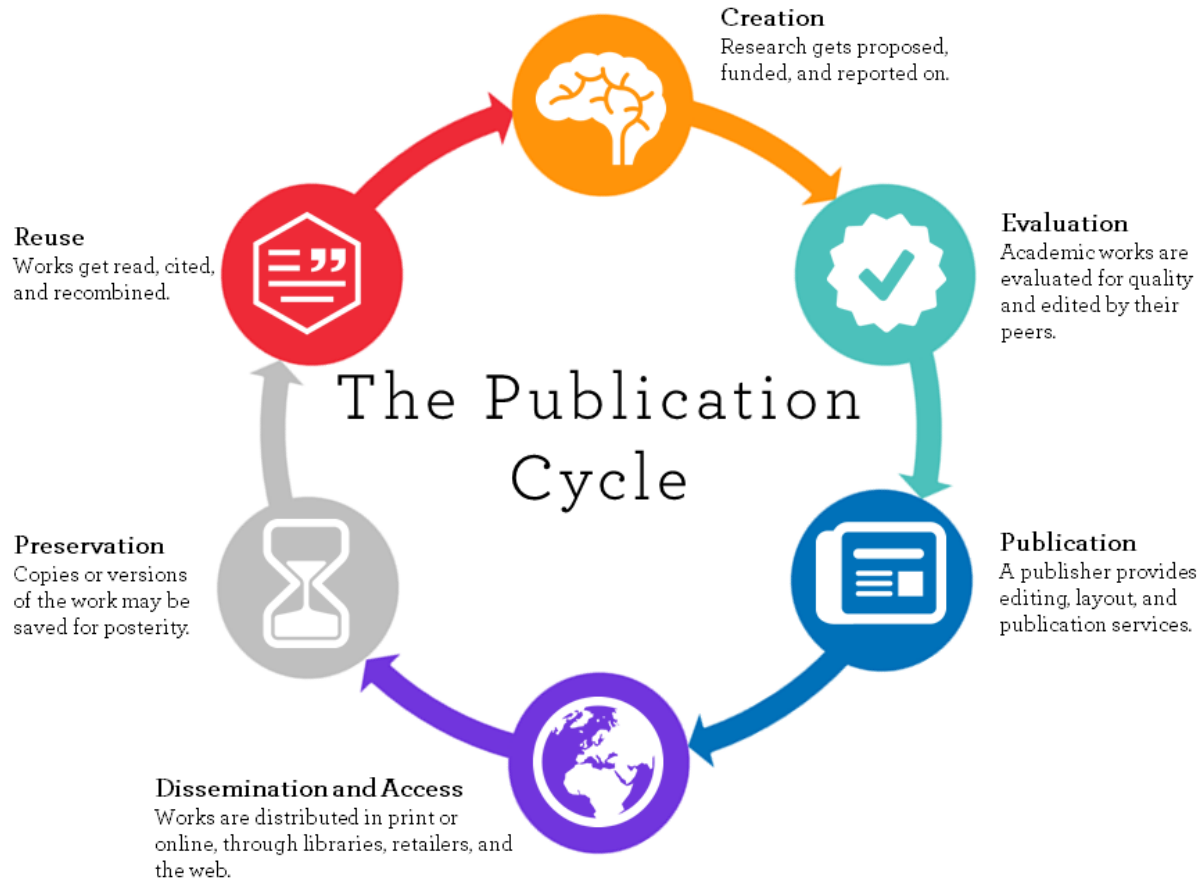 Creation
Research gets proposed,
funded, and reported on.
Evaluation
Academic works are
evaluated for quality
and edited by their
peers.
Publication
A publisher provides
editing, layout, and
publication services.
Dissemination and Access
Works are distributed in print or
online, through libraries, retailers, and
the web.
Preservation
Copies or versions
of the work may be
saved for posterity.
Reuse
Works get read, cited,
and recombined.
The Publication
Cycle